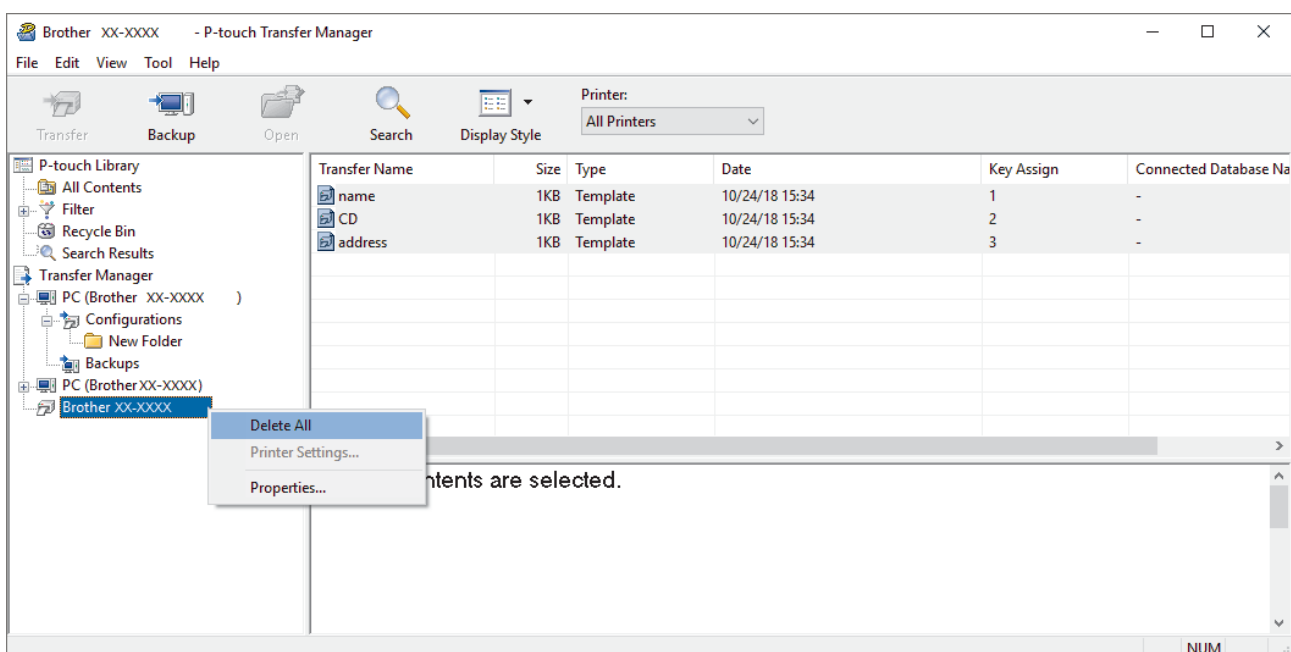 Brother XX-XXXX - P-touch Transfer Manager
File Edit View Tool Help
Transfer Backup Open Search Display Style
Printer:
All Printers
P-touch Library
All Contents
Filter
Recycle Bin
Search Results
Transfer Manager
PC (Brother XX-XXXX )
Configurations
New Folder
Backups
PC (Brother XX-XXXX)
Brother XX-XXXX
Transfer Name Size Type Date Key Assign Connected Database Na
name 1KB Template 10/24/18 15:34 1 -
CD 1KB Template 10/24/18 15:34 2 -
address 1KB Template 10/24/18 15:34 3 -
Delete All
Printer Settings...
Properties...
ntents are selected.
NUM